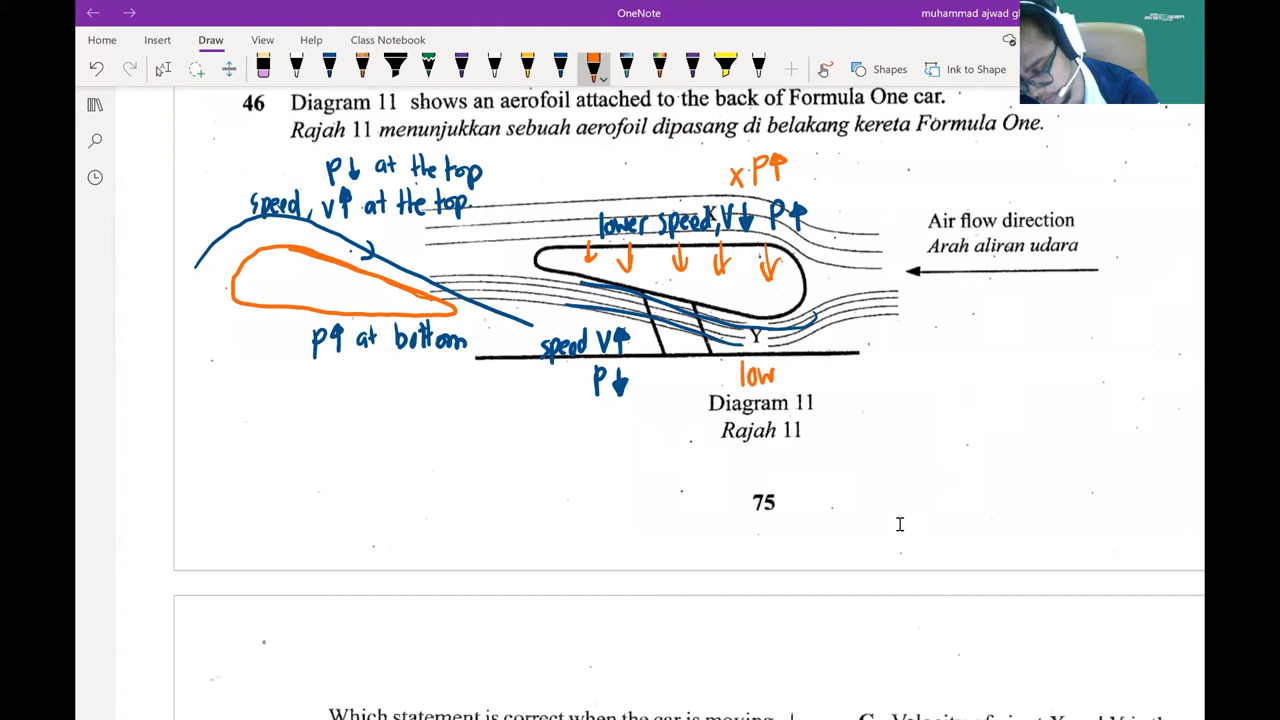 OneNote
muhammad ajwad gh
Home Insert Draw View Help Class Notebook
Shapes Ink to Shape
46 Diagram 11 shows an aerofoil attached to the back of Formula One car.
Rajah 11 menunjukkan sebuah aerofoil dipasang di belakang kereta Formula One.
P↓ at the top
speed, v↑ at the top
x P↑
X
lower speed, V↓ P↑
Air flow direction
Arah aliran udara
P↑ at bottom
speed V↑
P↓
Y
low
Diagram 11
Rajah 11
75
Which statement is correct when the car is moving